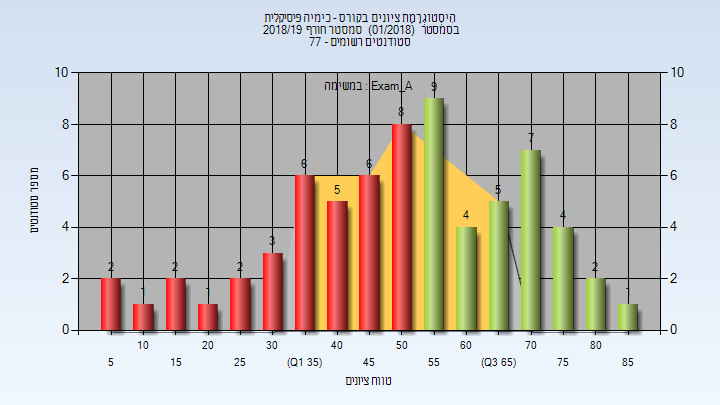 היסטוגרמת ציונים בקורס - כימיה פיסיקלית
בסמסטר (01/2018) סמסטר חורף 2018/19
סטודנטים רשומים - 77
במשימה : Exam_A
10 10
8 8
6 6
4 4
2 2
0 0
מספר סטודנטים
2 1 2 1 2 3 6 5 6 8 9 4 5 7 4 2 1
10 20 30 40 50 60 70 80
5 15 25 (Q1 35) 45 55 (Q3 65) 75 85
טווח ציונים